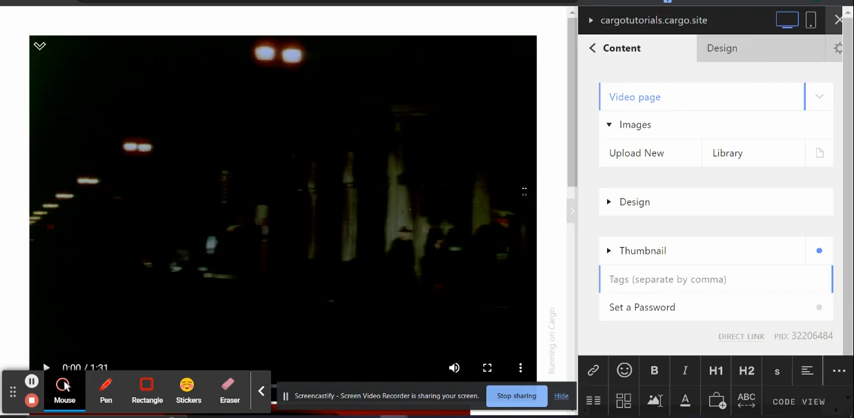 cargotutorials.cargo.site
Content
Design
Video page
Images
Upload New
Library
Design
Thumbnail
Tags (separate by comma)
Set a Password
DIRECT LINK PID: 32206484
Running on Cargo
0:00 / 1:31
B I H1 H2 s
A ABC CODE VIEW
Mouse
Pen
Rectangle
Stickers
Eraser
Screencastify - Screen Video Recorder is sharing your screen.
Stop sharing
Hide